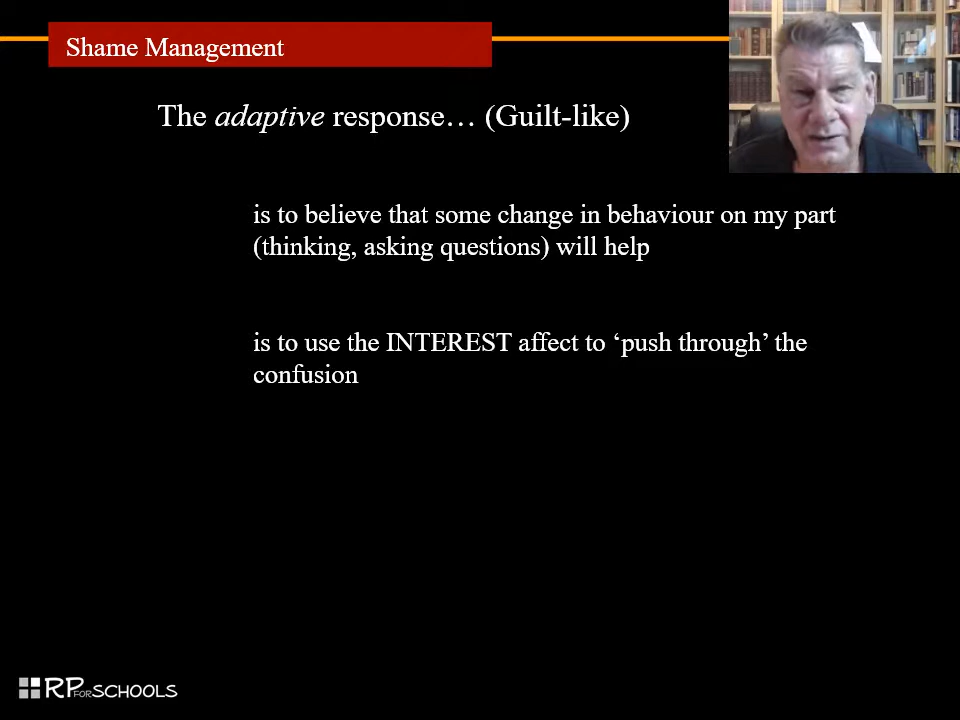 Shame Management
The adaptive response… (Guilt-like)
is to believe that some change in behaviour on my part
(thinking, asking questions) will help
is to use the INTEREST affect to ‘push through’ the
confusion
RP FOR SCHOOLS